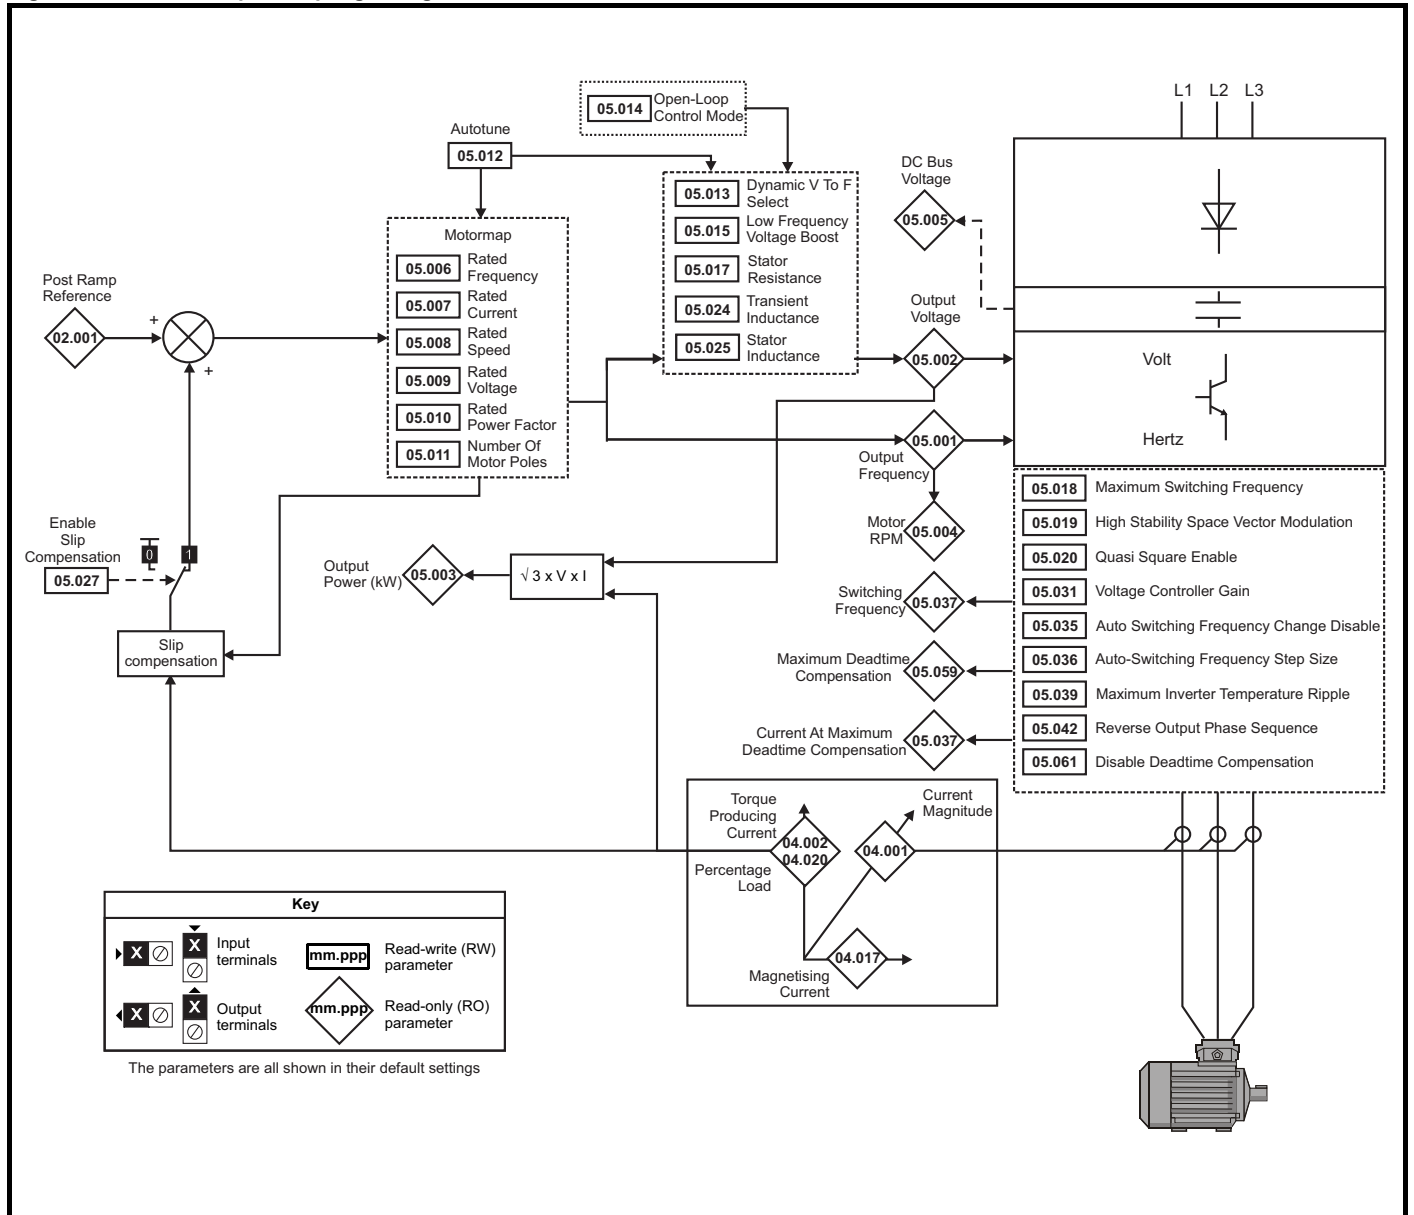 L1 L2 L3
05.014
Open-Loop
Control Mode
Autotune
05.012
DC Bus
Voltage
05.005
05.013
Dynamic V To F
Select
05.015
Low Frequency
Voltage Boost
05.017
Stator
Resistance
05.024
Transient
Inductance
05.025
Stator
Inductance
Motormap
05.006
Rated
Frequency
05.007
Rated
Current
05.008
Rated
Speed
05.009
Rated
Voltage
05.010
Rated
Power Factor
05.011
Number Of
Motor Poles
Post Ramp
Reference
02.001
+
+
Output
Voltage
05.002
Volt
Hertz
05.001
Output
Frequency
Motor
RPM
05.004
Enable
Slip
Compensation
05.027
0
1
Slip
compensation
Output
Power (kW)
05.003
√ 3 x V x I
Switching
Frequency
05.037
Maximum Deadtime
Compensation
05.059
Current At Maximum
Deadtime Compensation
05.037
05.018 Maximum Switching Frequency
05.019 High Stability Space Vector Modulation
05.020 Quasi Square Enable
05.031 Voltage Controller Gain
05.035 Auto Switching Frequency Change Disable
05.036 Auto-Switching Frequency Step Size
05.039 Maximum Inverter Temperature Ripple
05.042 Reverse Output Phase Sequence
05.061 Disable Deadtime Compensation
Torque
Producing
Current
04.002
04.020
Percentage
Load
Current
Magnitude
04.001
04.017
Magnetising
Current
Key
X
X
Input
terminals
mm.ppp
Read-write (RW)
parameter
X
X
Output
terminals
mm.ppp
Read-only (RO)
parameter
The parameters are all shown in their default settings